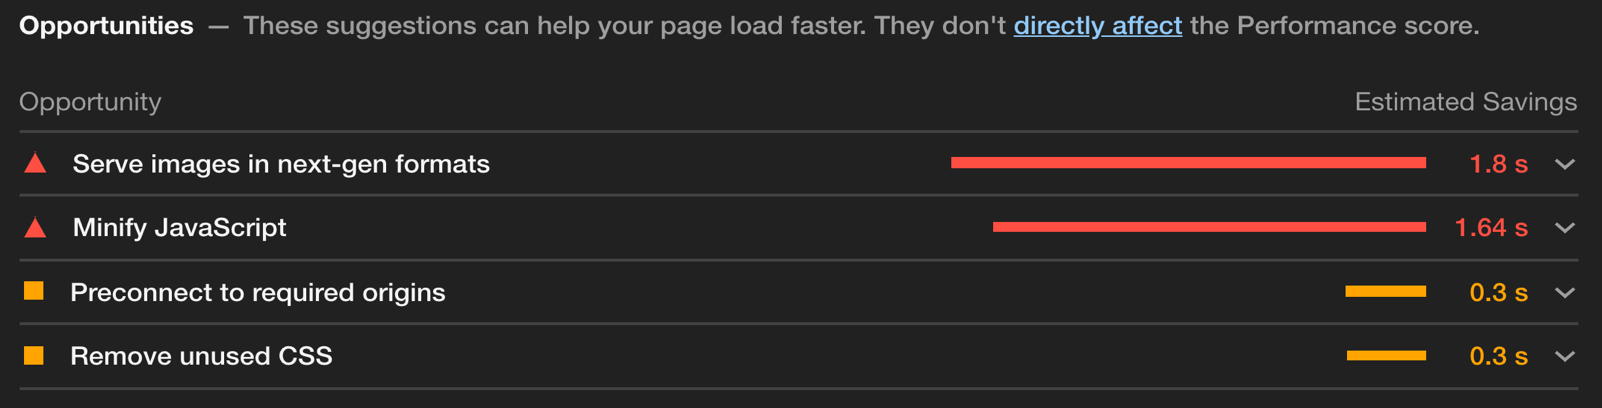 Opportunities — These suggestions can help your page load faster. They don't directly affect the Performance score.
Opportunity Estimated Savings
Serve images in next-gen formats 1.8 s
Minify JavaScript 1.64 s
Preconnect to required origins 0.3 s
Remove unused CSS 0.3 s